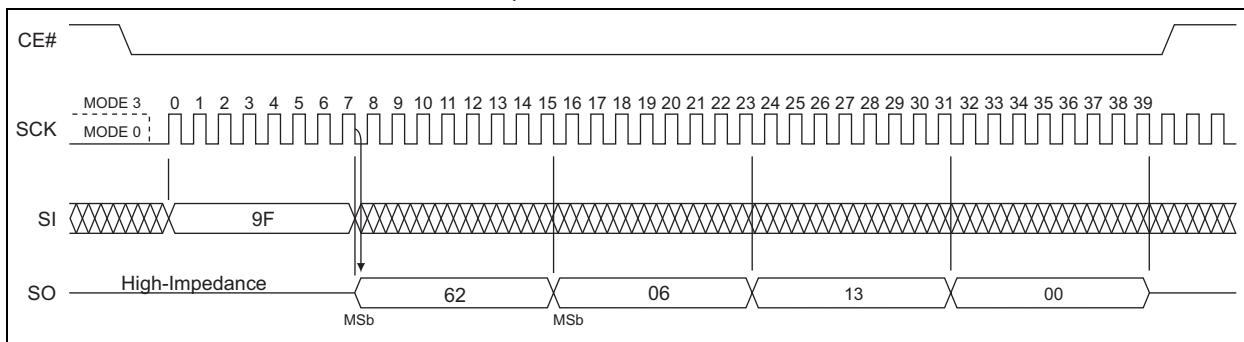 CE#
MODE 3 0 1 2 3 4 5 6 7 8 9 10 11 12 13 14 15 16 17 18 19 20 21 22 23 24 25 26 27 28 29 30 31 32 33 34 35 36 37 38 39
SCK MODE 0
SI 9F
High-Impedance
SO 62 06 13 00
MSb MSb